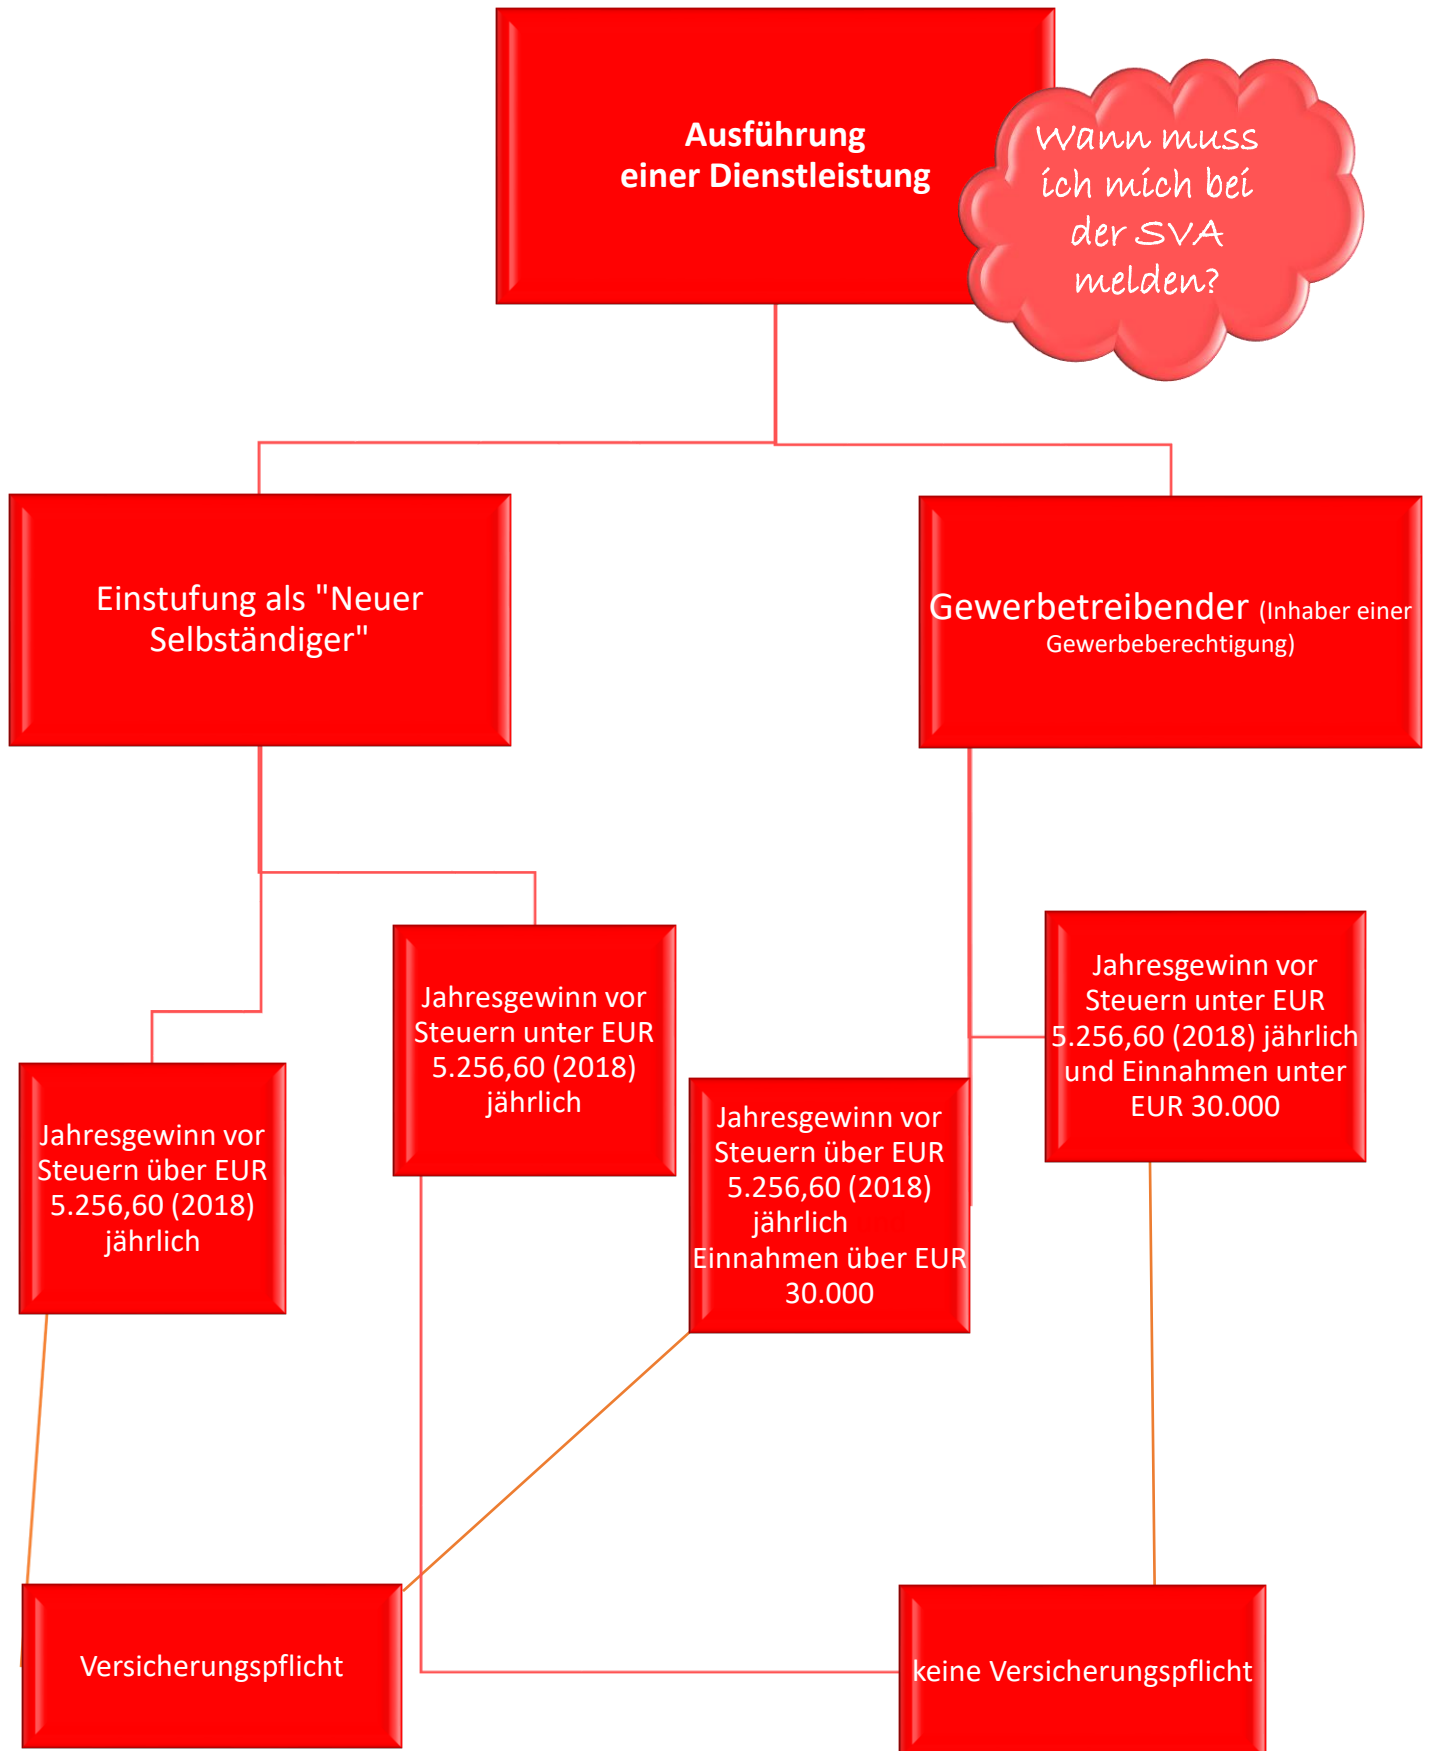 Ausführung
einer Dienstleistung
Wann muss
ich mich bei
der SVA
melden?
Einstufung als "Neuer
Selbständiger"
Gewerbetreibender (Inhaber einer
Gewerbeberechtigung)
Jahresgewinn vor
Steuern über EUR
5.256,60 (2018)
jährlich
Jahresgewinn vor
Steuern unter EUR
5.256,60 (2018)
jährlich
Jahresgewinn vor
Steuern über EUR
5.256,60 (2018)
jährlich und
Einnahmen über EUR
30.000
Jahresgewinn vor
Steuern unter EUR
5.256,60 (2018) jährlich
und Einnahmen unter
EUR 30.000
Versicherungspflicht
keine Versicherungspflicht